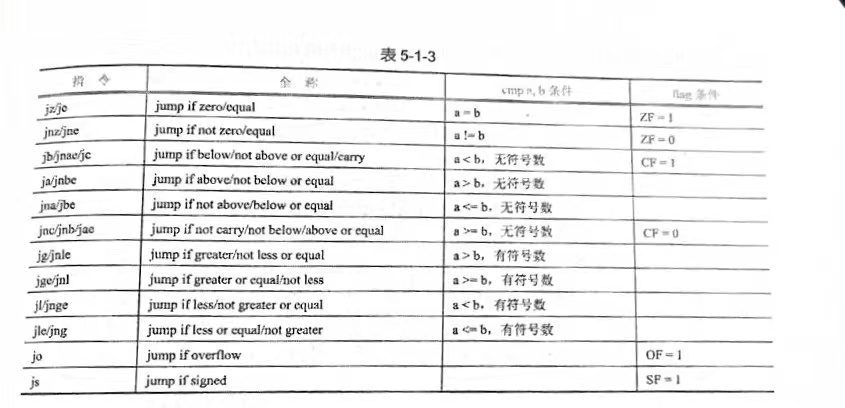 表 5-1-3
指 令 全 称 cmp a, b 条件 flag 条件
jz/je jump if zero/equal a = b ZF = 1
jnz/jne jump if not zero/equal a != b ZF = 0
jb/jnae/jc jump if below/not above or equal/carry a < b，无符号数 CF = 1
ja/jnbe jump if above/not below or equal a > b，无符号数
jna/jbe jump if not above/below or equal a <= b，无符号数
jnc/jnb/jae jump if not carry/not below/above or equal a >= b，无符号数 CF = 0
jg/jnle jump if greater/not less or equal a > b，有符号数
jge/jnl jump if greater or equal/not less a >= b，有符号数
jl/jnge jump if less/not greater or equal a < b，有符号数
jle/jng jump if less or equal/not greater a <= b，有符号数
jo jump if overflow OF = 1
js jump if signed SF = 1